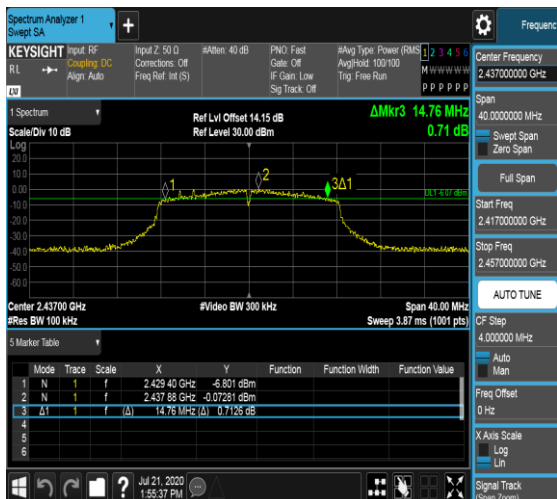 Spectrum Analyzer 1
Swept SA
+
Frequenc
KEYSIGHT Input: RF Input Z: 50 Ω #Atten: 40 dB PNO: Fast #Avg Type: Power (RMS 1 2 3 4 5 6
RL Coupling: DC Corrections: Off Gate: Off Avg|Hold: 100/100 M W W W W W
Align: Auto Freq Ref: Int (S) IF Gain: Low Trig: Free Run
Sig Track: Off P P P P P P
LXI
1 Spectrum
Scale/Div 10 dB
Ref Lvl Offset 14.15 dB
Ref Level 30.00 dBm
ΔMkr3 14.76 MHz
0.71 dB
Log
20.0
10.0
0.00
-10.0
-20.0
-30.0
-40.0
-50.0
-60.0
1
2
3Δ1
DL1 -6.07 dBm
Center 2.43700 GHz #Video BW 300 kHz Span 40.00 MHz
#Res BW 100 kHz Sweep 3.87 ms (1001 pts)
5 Marker Table
Mode Trace Scale X Y Function Function Width Function Value
1 N 1 f 2.429 40 GHz -6.801 dBm
2 N 1 f 2.437 88 GHz -0.07281 dBm
3 Δ1 1 f (Δ) 14.76 MHz (Δ) 0.7126 dB
4
5
6
Jul 21, 2020
1:55:37 PM
?
Center Frequency
2.437000000 GHz
Span
40.0000000 MHz
Swept Span
Zero Span
Full Span
Start Freq
2.417000000 GHz
Stop Freq
2.457000000 GHz
AUTO TUNE
CF Step
4.000000 MHz
Auto
Man
Freq Offset
0 Hz
X Axis Scale
Log
Lin
Signal Track
(Span Zoom)